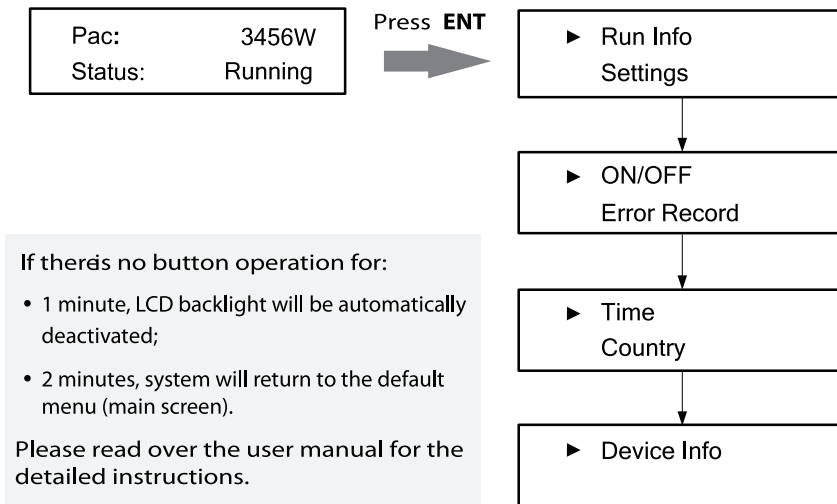 Pac: 3456W
Status: Running
Press ENT
► Run Info
Settings
► ON/OFF
Error Record
► Time
Country
► Device Info
If thereis no button operation for:
• 1 minute, LCD backlight will be automatically
deactivated;
• 2 minutes, system will return to the default
menu (main screen).
Please read over the user manual for the
detailed instructions.